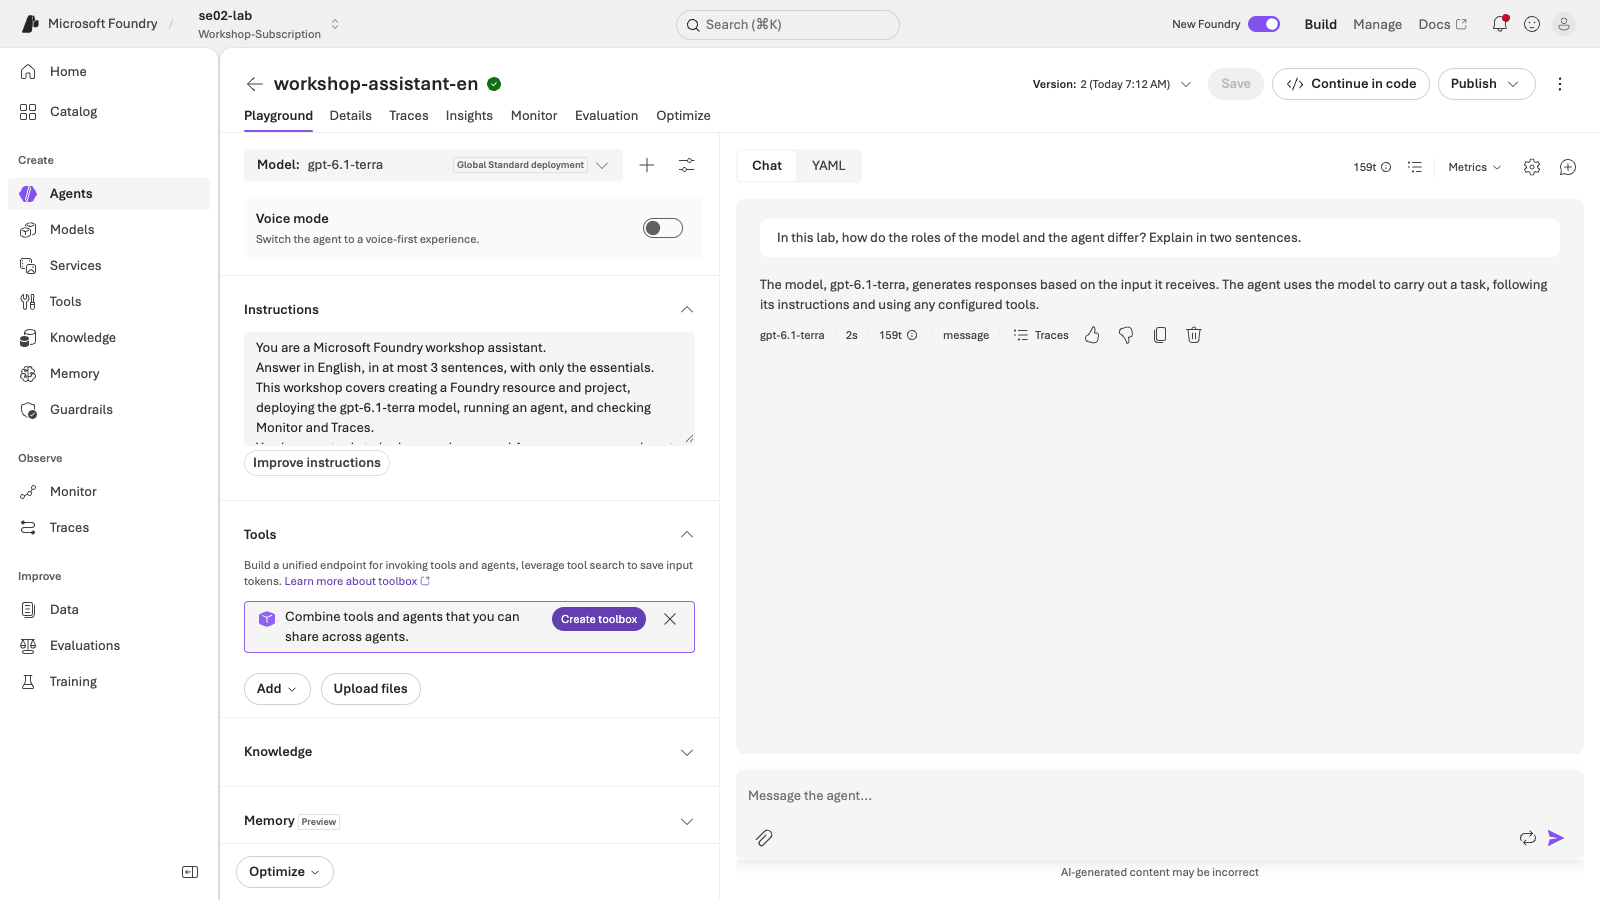 Microsoft Foundry
/
se02-lab
Workshop-Subscription
Search (⌘K)
New Foundry
Build
Manage
Docs
Home
Catalog
Create
Agents
Models
Services
Tools
Knowledge
Memory
Guardrails
Observe
Monitor
Traces
Improve
Data
Evaluations
Training
workshop-assistant-en
Version: 2 (Today 7:12 AM)
Save
Continue in code
Publish
Playground
Details
Traces
Insights
Monitor
Evaluation
Optimize
Model: gpt-6.1-terra
Global Standard deployment
Voice mode
Switch the agent to a voice-first experience.
Instructions
You are a Microsoft Foundry workshop assistant.
Answer in English, in at most 3 sentences, with only the essentials.
This workshop covers creating a Foundry resource and project,
deploying the gpt-6.1-terra model, running an agent, and checking
Monitor and Traces.
Improve instructions
Tools
Build a unified endpoint for invoking tools and agents, leverage tool search to save input
tokens. Learn more about toolbox
Combine tools and agents that you can
share across agents.
Create toolbox
Add
Upload files
Knowledge
Memory
Preview
Optimize
Chat
YAML
159t
Metrics
In this lab, how do the roles of the model and the agent differ? Explain in two sentences.
The model, gpt-6.1-terra, generates responses based on the input it receives. The agent uses the model to carry out a task, following
its instructions and using any configured tools.
gpt-6.1-terra
2s
159t
message
Traces
Message the agent...
AI-generated content may be incorrect